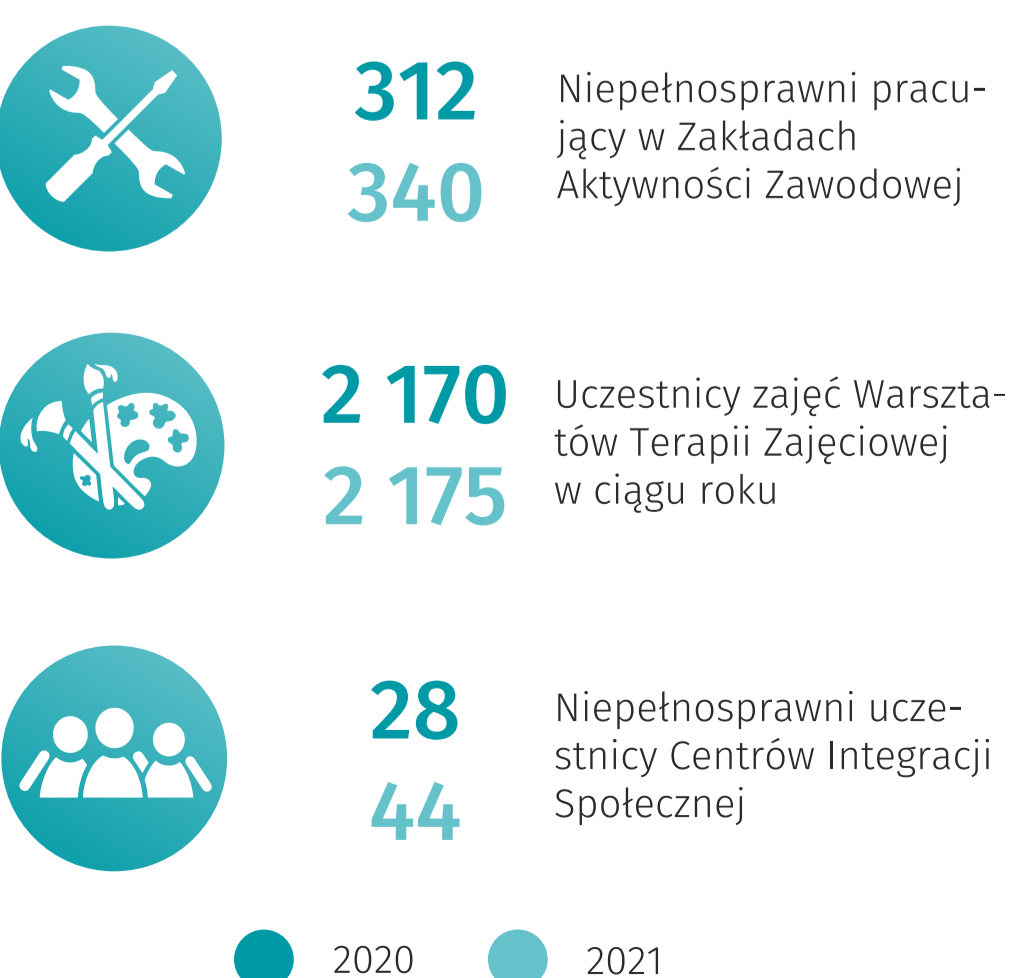 312
340
Niepełnosprawni pracu-
jący w Zakładach
Aktywności Zawodowej
2 170
2 175
Uczestnicy zajęć Warszta-
tów Terapii Zajęciowej
w ciągu roku
28
44
Niepełnosprawni ucze-
stnicy Centrów Integracji
Społecznej
2020 2021